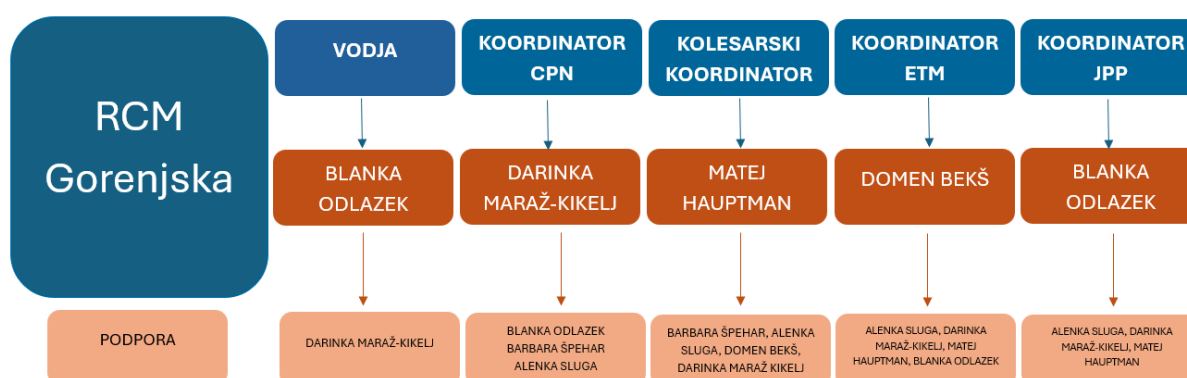 RCM
Gorenjska
VODJA
KOORDINATOR
CPN
KOLESARSKI
KOORDINATOR
KOORDINATOR
ETM
KOORDINATOR
JPP
BLANKA
ODLAZEK
DARINKA
MARAŽ-KIKELJ
MATEJ
HAUPTMAN
DOMEN BEKŠ
BLANKA
ODLAZEK
PODPORA
DARINKA MARAŽ-KIKELJ
BLANKA ODLAZEK
BARBARA ŠPEHAR
ALENKA SLUGA
BARBARA ŠPEHAR, ALENKA
SLUGA, DOMEN BEKŠ,
DARINKA MARAŽ KIKELJ
ALENKA SLUGA, DARINKA
MARAŽ-KIKELJ, MATEJ
HAUPTMAN, BLANKA ODLAZEK
ALENKA SLUGA, DARINKA
MARAŽ-KIKELJ, MATEJ
HAUPTMAN